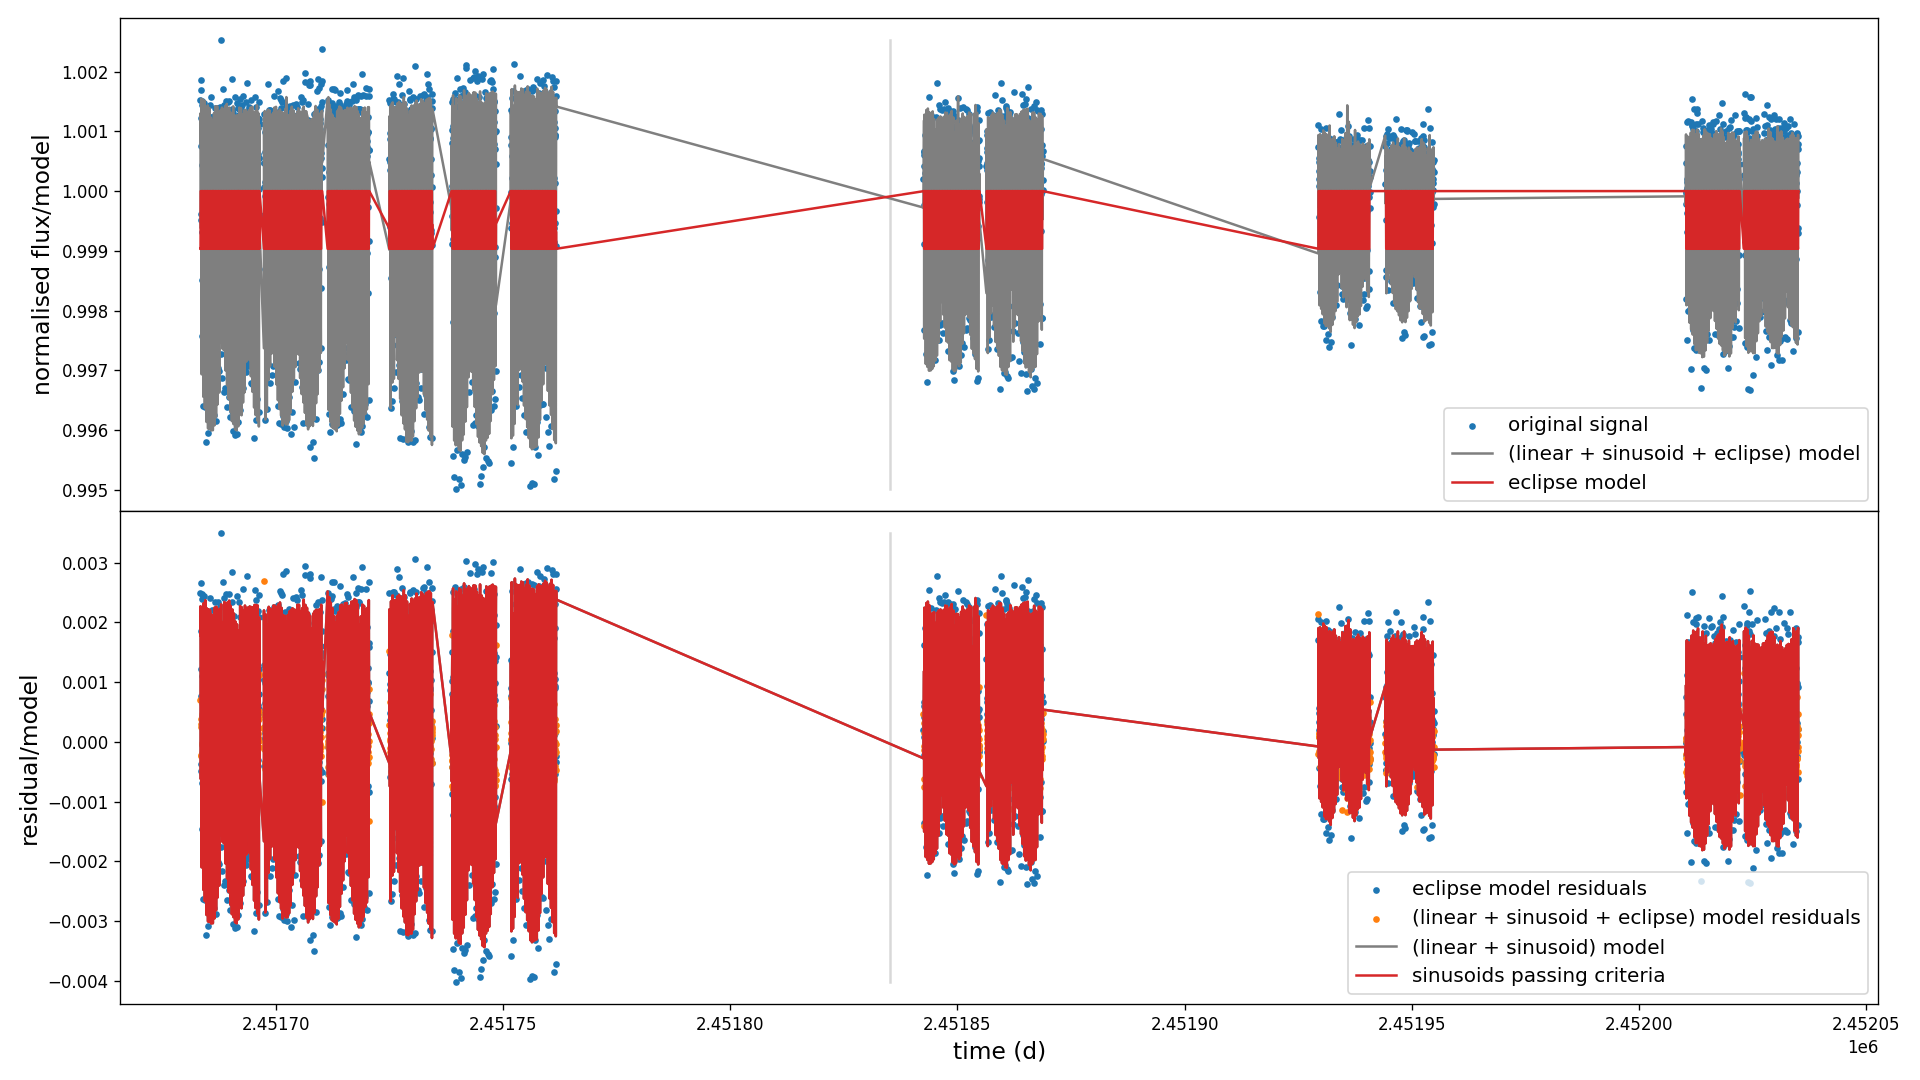 normalised flux/model
1.002
1.001
1.000
0.999
0.998
0.997
0.996
0.995
original signal
(linear + sinusoid + eclipse) model
eclipse model
residual/model
0.003
0.002
0.001
0.000
−0.001
−0.002
−0.003
−0.004
eclipse model residuals
(linear + sinusoid + eclipse) model residuals
(linear + sinusoid) model
sinusoids passing criteria
2.45170
2.45175
2.45180
2.45185
2.45190
2.45195
2.45200
2.45205
1e6
time (d)